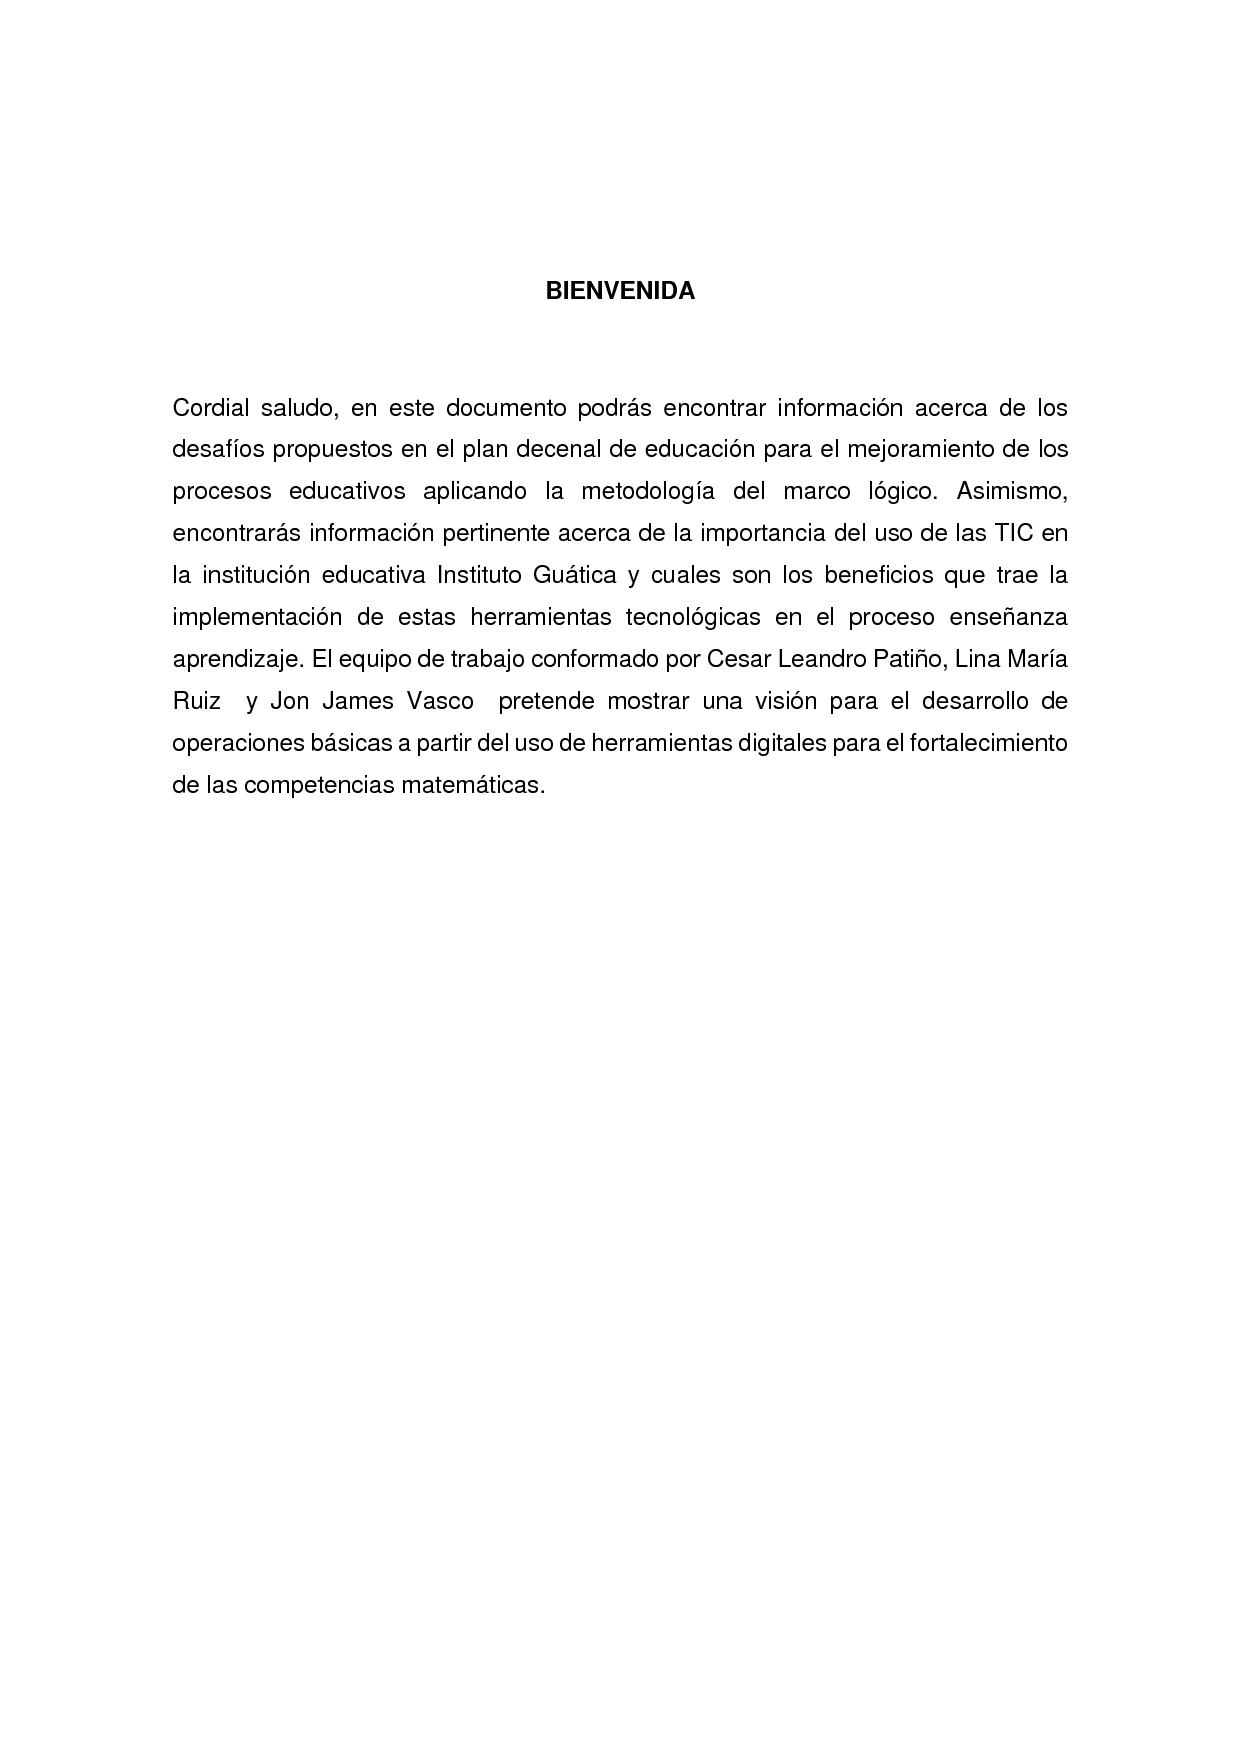 BIENVENIDA
Cordial saludo, en este documento podrás encontrar información acerca de los
desafíos propuestos en el plan decenal de educación para el mejoramiento de los
procesos educativos aplicando la metodología del marco lógico. Asimismo,
encontrarás información pertinente acerca de la importancia del uso de las TIC en
la institución educativa Instituto Guática y cuales son los beneficios que trae la
implementación de estas herramientas tecnológicas en el proceso enseñanza
aprendizaje. El equipo de trabajo conformado por Cesar Leandro Patiño, Lina María
Ruiz  y Jon James Vasco  pretende mostrar una visión para el desarrollo de
operaciones básicas a partir del uso de herramientas digitales para el fortalecimiento
de las competencias matemáticas.